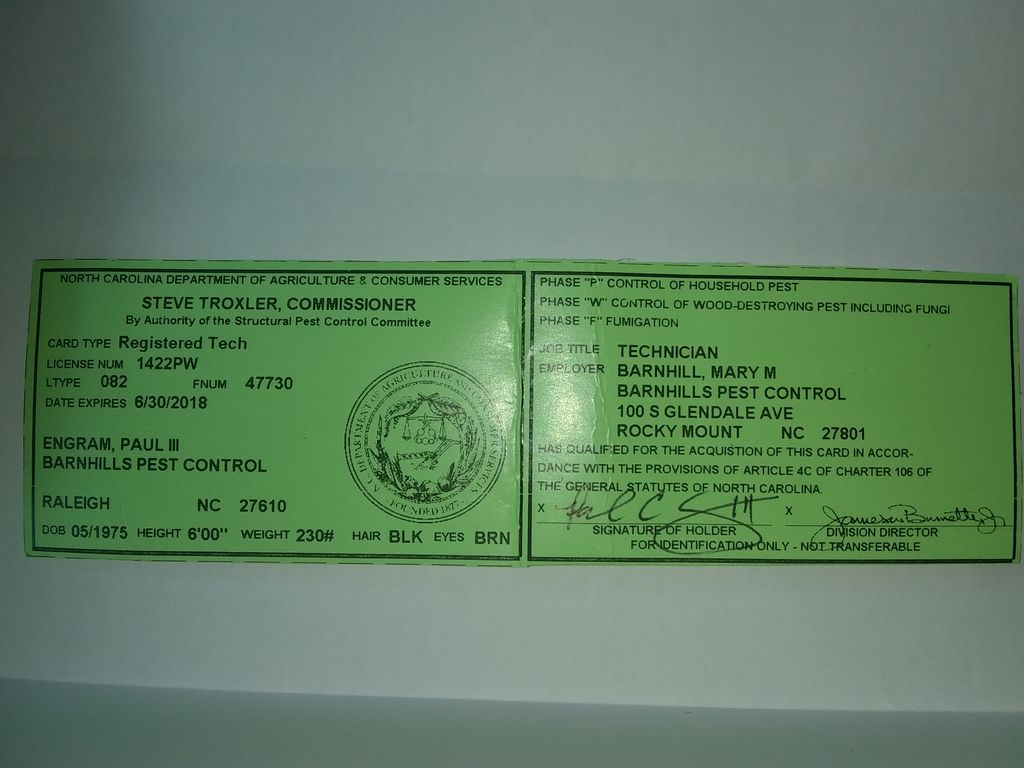 NORTH CAROLINA DEPARTMENT OF AGRICULTURE & CONSUMER SERVICES
STEVE TROXLER, COMMISSIONER
By Authority of the Structural Pest Control Committee
CARD TYPE Registered Tech
LICENSE NUM 1422PW
LTYPE 082 FNUM 47730
DATE EXPIRES 6/30/2018
ENGRAM, PAUL III
BARNHILLS PEST CONTROL
RALEIGH NC 27610
DOB 05/1975 HEIGHT 6'00" WEIGHT 230# HAIR BLK EYES BRN
N.C. DEPARTMENT OF AGRICULTURE AND CONSUMER SERVICES
FOUNDED 1877
PHASE "P" CONTROL OF HOUSEHOLD PEST
PHASE "W" CONTROL OF WOOD-DESTROYING PEST INCLUDING FUNGI
PHASE "F" FUMIGATION
JOB TITLE TECHNICIAN
EMPLOYER BARNHILL, MARY M
BARNHILLS PEST CONTROL
100 S GLENDALE AVE
ROCKY MOUNT NC 27801
HAS QUALIFIED FOR THE ACQUISTION OF THIS CARD IN ACCOR-
DANCE WITH THE PROVISIONS OF ARTICLE 4C OF CHARTER 106 OF
THE GENERAL STATUTES OF NORTH CAROLINA.
X X
SIGNATURE OF HOLDER DIVISION DIRECTOR
FOR IDENTIFICATION ONLY - NOT TRANSFERABLE